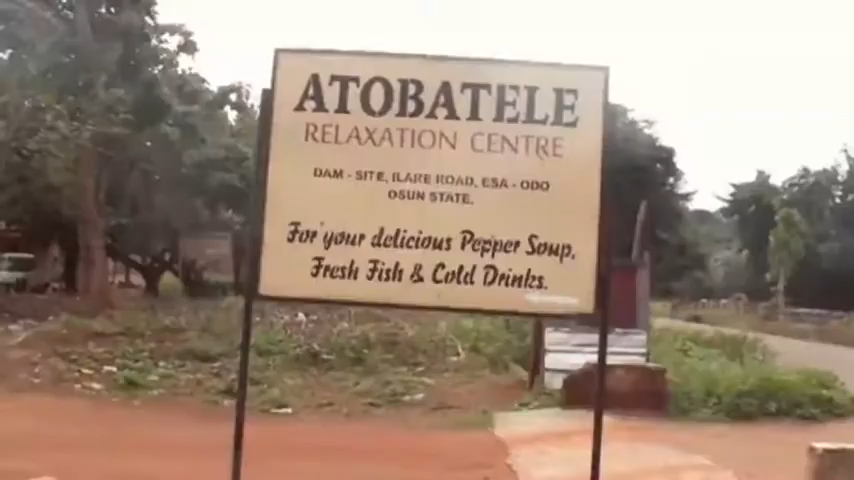 ATOBATELE
RELAXATION CENTRE
DAM - SITE, ILARE ROAD, ESA - ODO
OSUN STATE.
For your delicious Pepper Soup,
Fresh Fish & Cold Drinks.